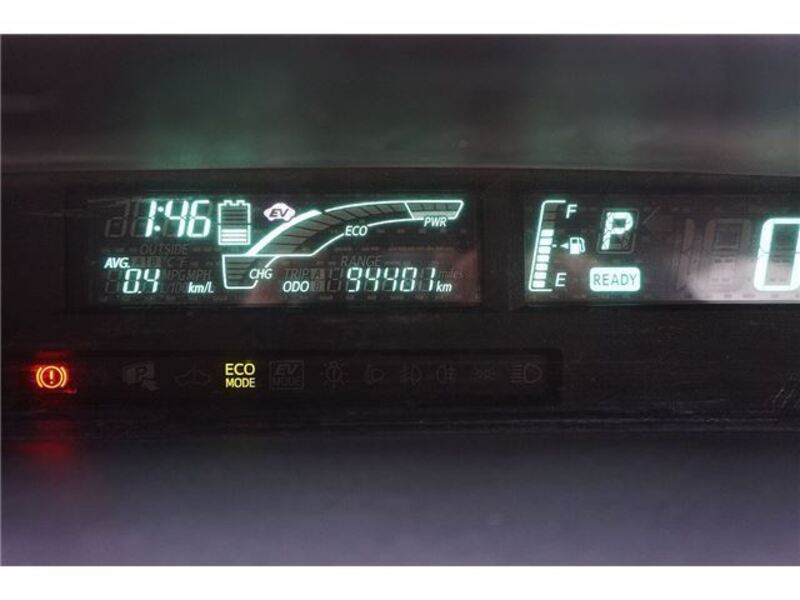 1:46 EV PWR F P 0
ECO
OUTSIDE RANGE
AVG. CHG TRIP A miles E READY
0.4 MPG MPH km/L ODO 94401 km
ECO MODE EV MODE